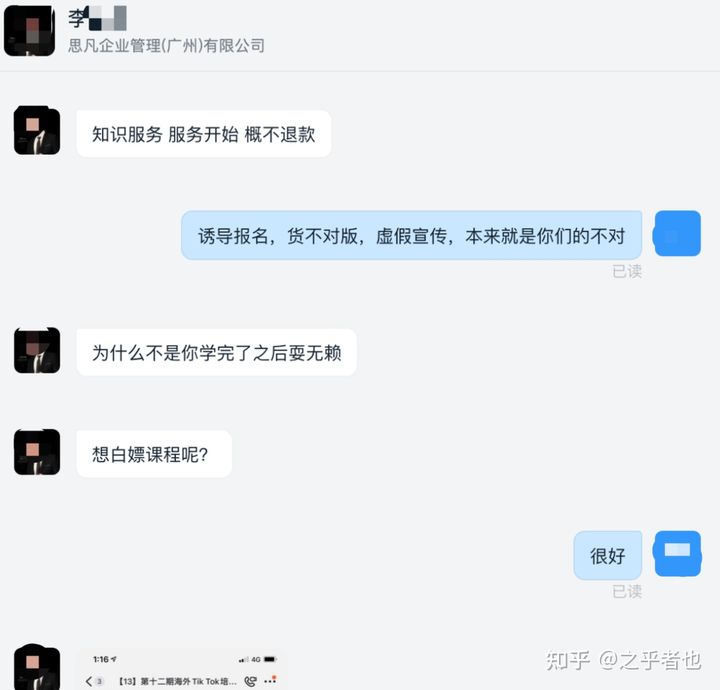 李
思凡企业管理(广州)有限公司
知识服务 服务开始 概不退款
诱导报名，货不对版，虚假宣传，本来就是你们的不对
已读
为什么不是你学完了之后耍无赖
想白嫖课程呢?
很好
已读
1:16 4G
3 【13】第十二期海外Tik Tok培...
知乎 @之乎者也